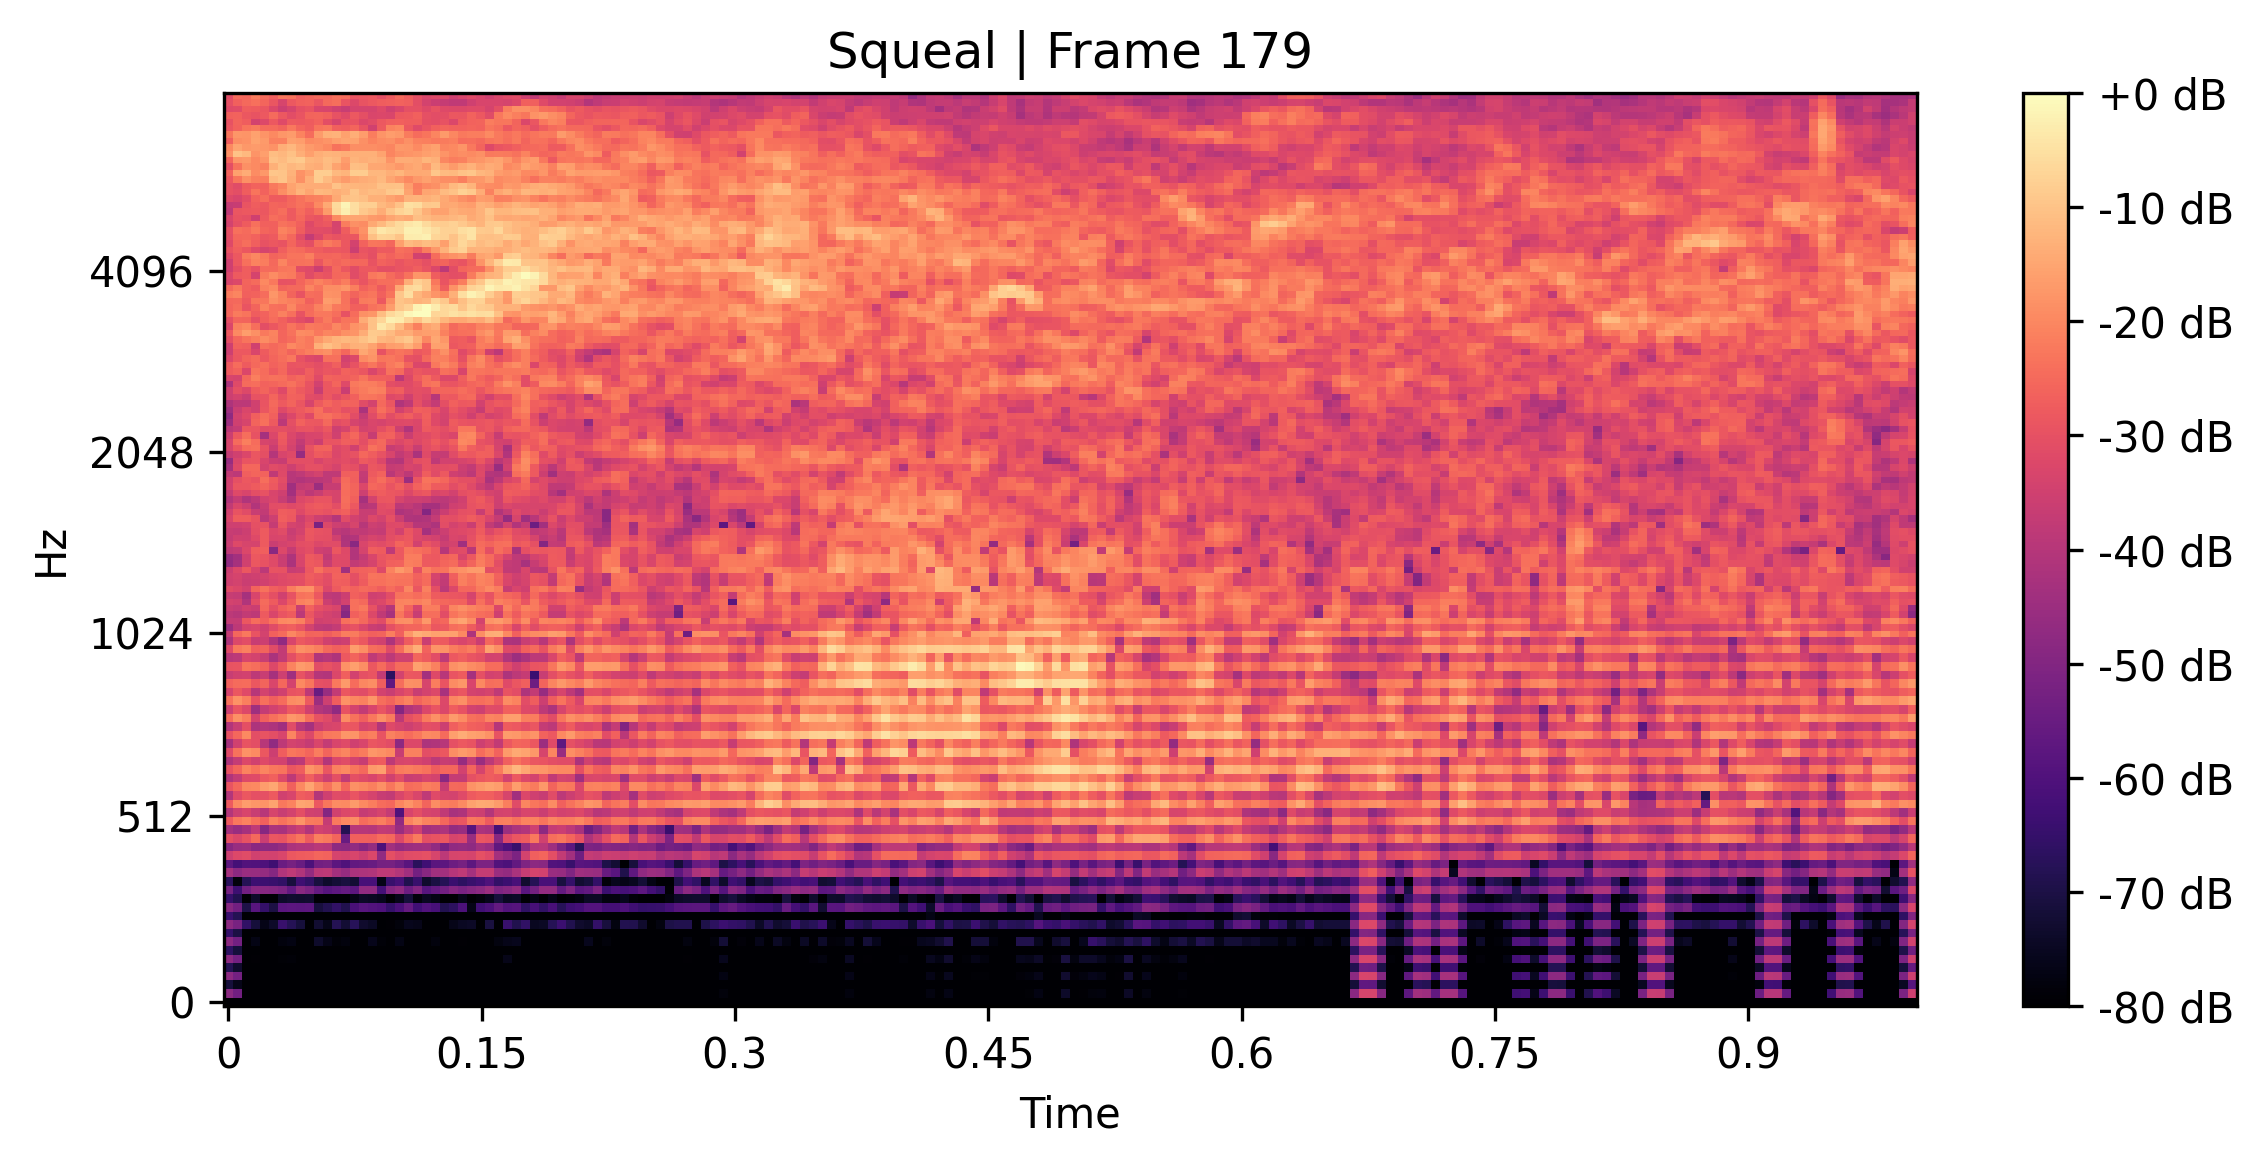 Squeal | Frame 179
+0 dB
-10 dB
-20 dB
-30 dB
-40 dB
-50 dB
-60 dB
-70 dB
-80 dB
Hz
4096
2048
1024
512
0
0 0.15 0.3 0.45 0.6 0.75 0.9
Time